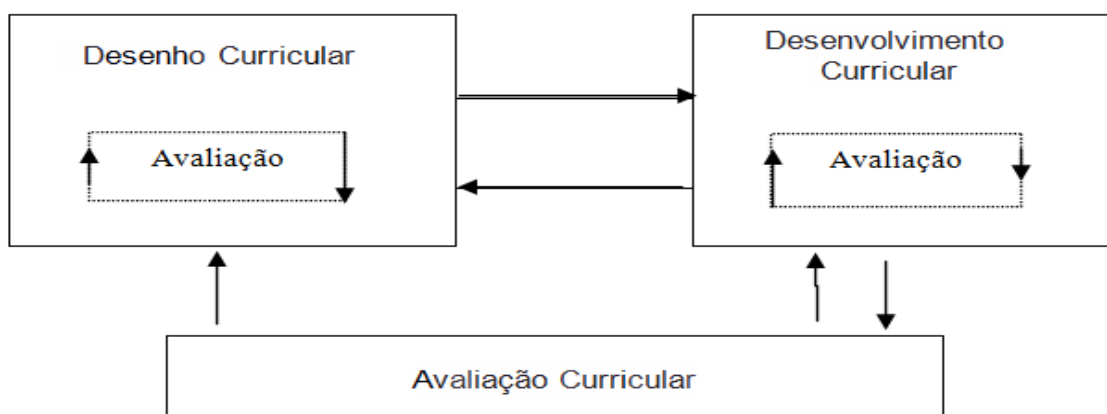 Desenho Curricular
Desenvolvimento
Curricular
Avaliação
Avaliação
Avaliação Curricular